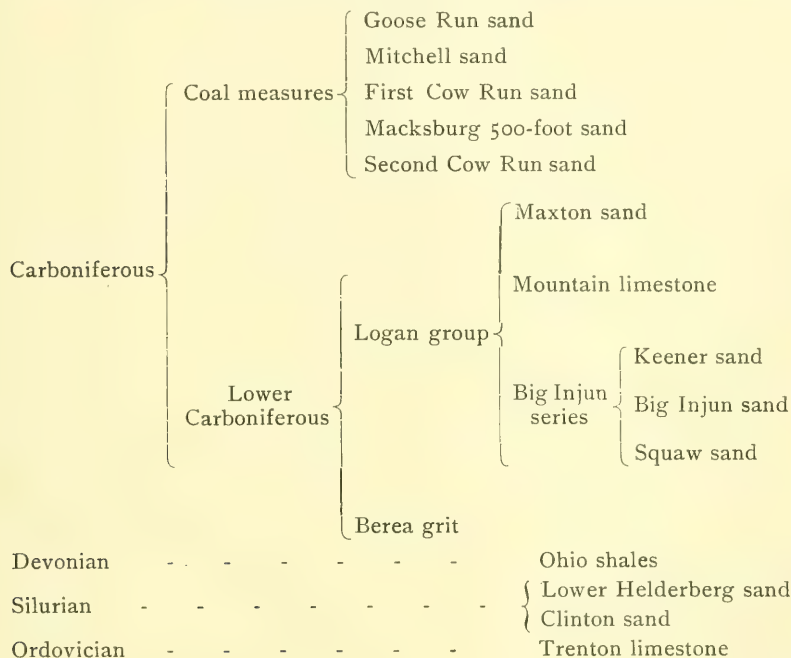 Goose Run sand
Mitchell sand
Coal measures First Cow Run sand
Macksburg 500-foot sand
Second Cow Run sand
Maxton sand
Carboniferous
Mountain limestone
Logan group
Keener sand
Lower
Carboniferous
Big Injun
series
Big Injun sand
Squaw sand
Berea grit
Devonian - - - - - - Ohio shales
Silurian - - - - - - - Lower Helderberg sand
Clinton sand
Ordovician - - - - - - Trenton limestone